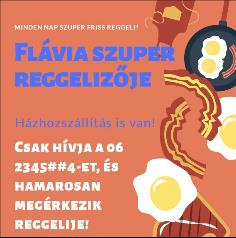 MINDEN NAP SZUPER FRISS REGGELI!
Flávia szuper
reggelizője
Házhozszállítás is van!
Csak hívja a 06
2345##4-et, és
hamarosan
megérkezik
reggelije!